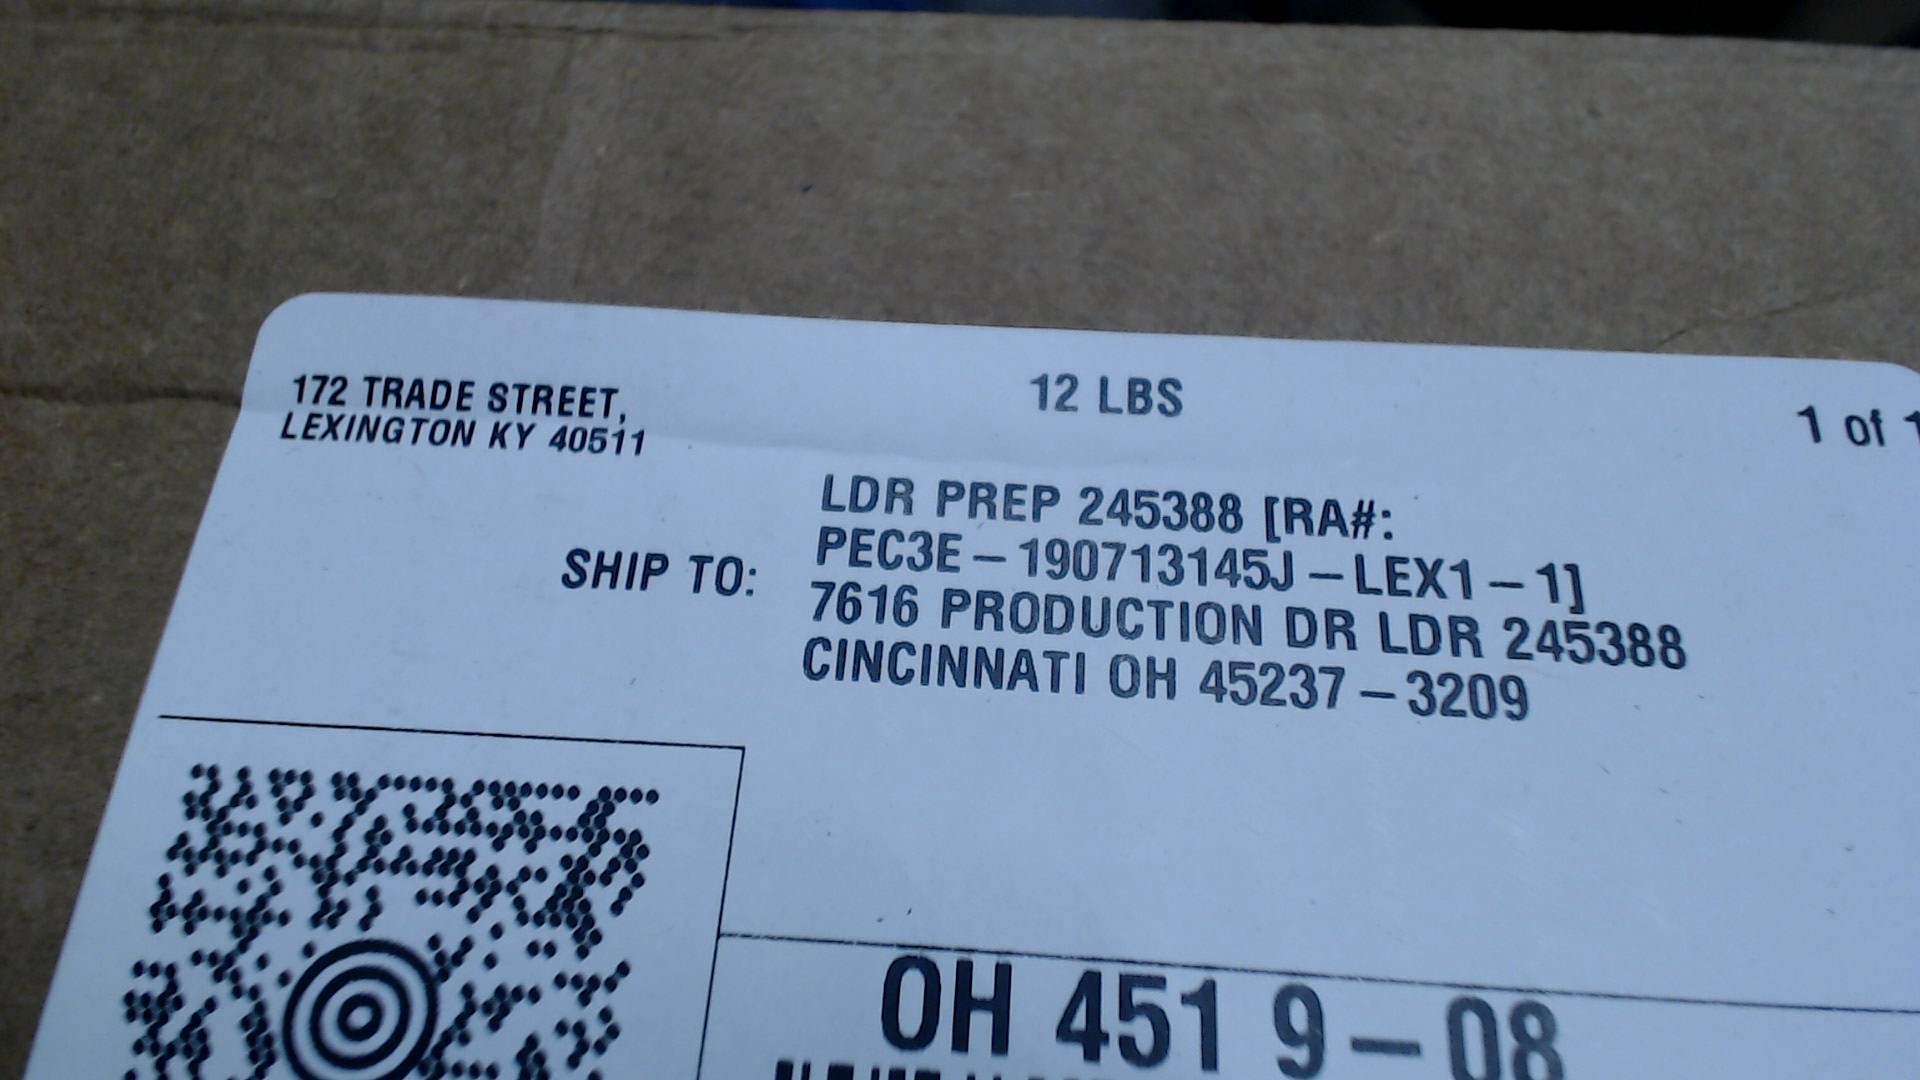 172 TRADE STREET,
LEXINGTON KY 40511
12 LBS
1 of 1
SHIP TO:
LDR PREP 245388 [RA#:
PEC3E-190713145J-LEX1-1]
7616 PRODUCTION DR LDR 245388
CINCINNATI OH 45237-3209
OH 451 9-08